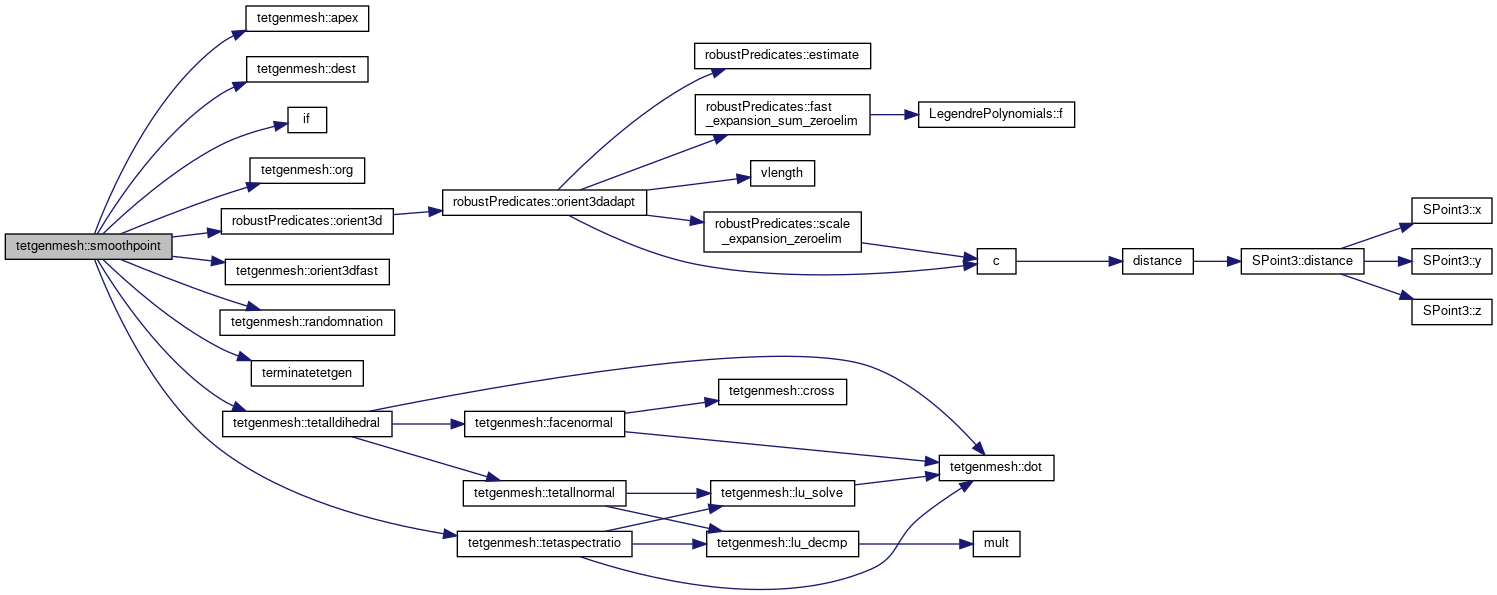 tetgenmesh::smoothpoint
tetgenmesh::apex
tetgenmesh::dest
if
tetgenmesh::org
robustPredicates::orient3d
tetgenmesh::orient3dfast
tetgenmesh::randomnation
terminatetetgen
tetgenmesh::tetalldihedral
tetgenmesh::tetaspectratio
robustPredicates::orient3dadapt
tetgenmesh::facenormal
tetgenmesh::tetallnormal
robustPredicates::estimate
robustPredicates::fast
_expansion_sum_zeroelim
vlength
robustPredicates::scale
_expansion_zeroelim
tetgenmesh::cross
tetgenmesh::lu_solve
tetgenmesh::lu_decmp
LegendrePolynomials::f
c
tetgenmesh::dot
mult
distance
SPoint3::distance
SPoint3::x
SPoint3::y
SPoint3::z